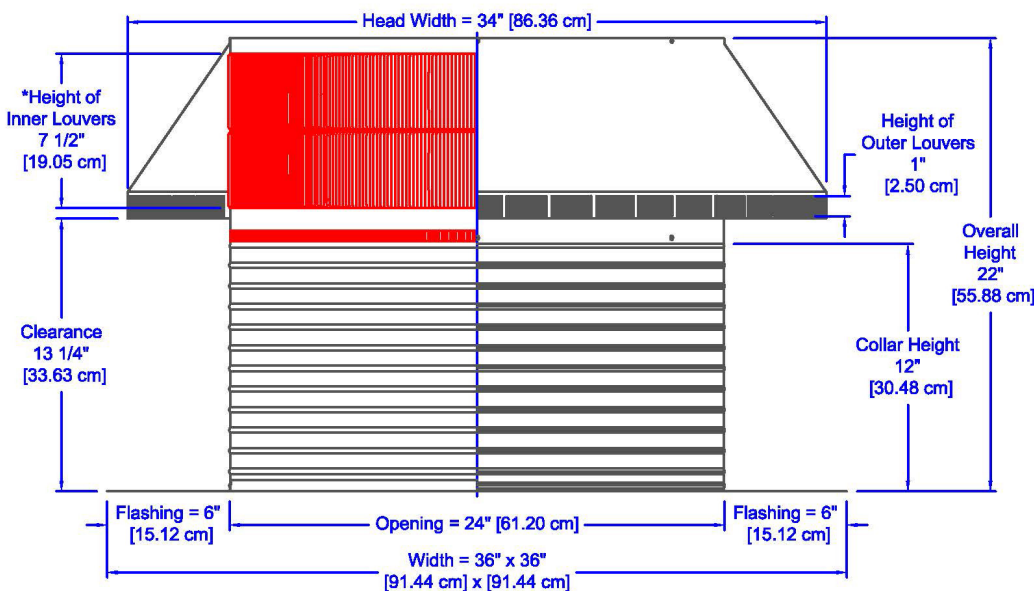 Head Width = 34" [86.36 cm]
*Height of
Inner Louvers
7 1/2"
[19.05 cm]
Height of
Outer Louvers
1"
[2.50 cm]
Overall
Height
22"
[55.88 cm]
Clearance
13 1/4"
[33.63 cm]
Collar Height
12"
[30.48 cm]
Flashing = 6"
[15.12 cm]
Opening = 24" [61.20 cm]
Flashing = 6"
[15.12 cm]
Width = 36" x 36"
[91.44 cm] x [91.44 cm]